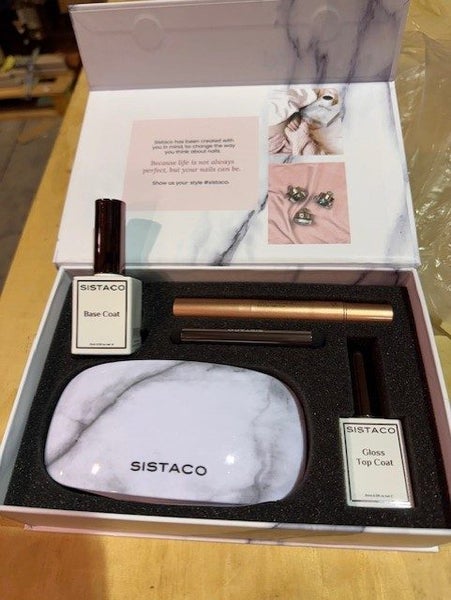 Sistaco has been created with
you in mind, to change the way
you think about nails.
Because life is not always
perfect, but your nails can be.
Show us your style #sistaco.
SISTACO
Base Coat
SISTACO
SISTACO
Gloss
Top Coat